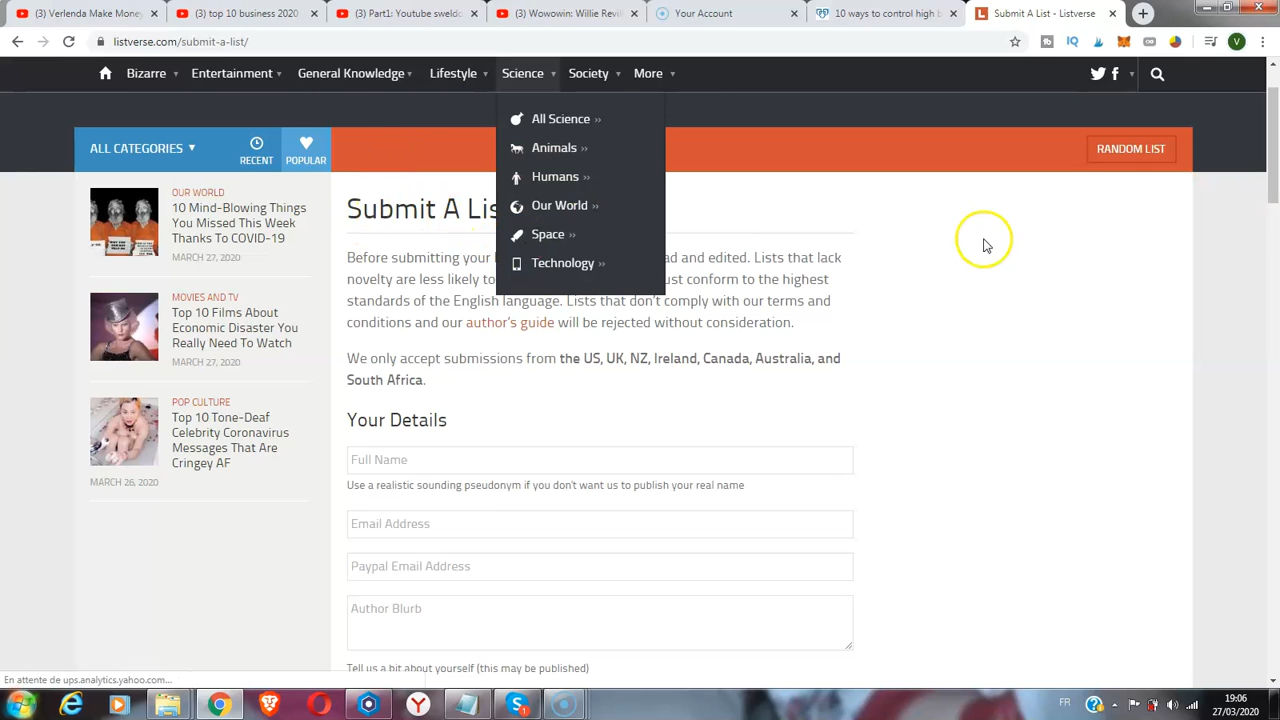 (3) Verlenda Make Money
(3) top 10 business 2020
(3) Part1: Youtube swedo
(3) Wowsome Willie Revi
Your Account
10 ways to control high
Submit A List - Listverse
listverse.com/submit-a-list/
V
Bizarre
Entertainment
General Knowledge
Lifestyle
Science
Society
More
All Science »
Animals »
Humans »
Our World »
Space »
Technology »
ALL CATEGORIES
RECENT
POPULAR
RANDOM LIST
OUR WORLD
10 Mind-Blowing Things
You Missed This Week
Thanks To COVID-19
MARCH 27, 2020
MOVIES AND TV
Top 10 Films About
Economic Disaster You
Really Need To Watch
MARCH 27, 2020
POP CULTURE
Top 10 Tone-Deaf
Celebrity Coronavirus
Messages That Are
Cringey AF
MARCH 26, 2020
Submit A Lis
Before submitting your ad and edited. Lists that lack
novelty are less likely to ust conform to the highest
standards of the English language. Lists that don't comply with our terms and
conditions and our author's guide will be rejected without consideration.
We only accept submissions from the US, UK, NZ, Ireland, Canada, Australia, and
South Africa.
Your Details
Full Name
Use a realistic sounding pseudonym if you don't want us to publish your real name
Email Address
Paypal Email Address
Author Blurb
Tell us a bit about yourself (this may be published)
En attente de ups.analytics.yahoo.com...
FR
19:06
27/03/2020